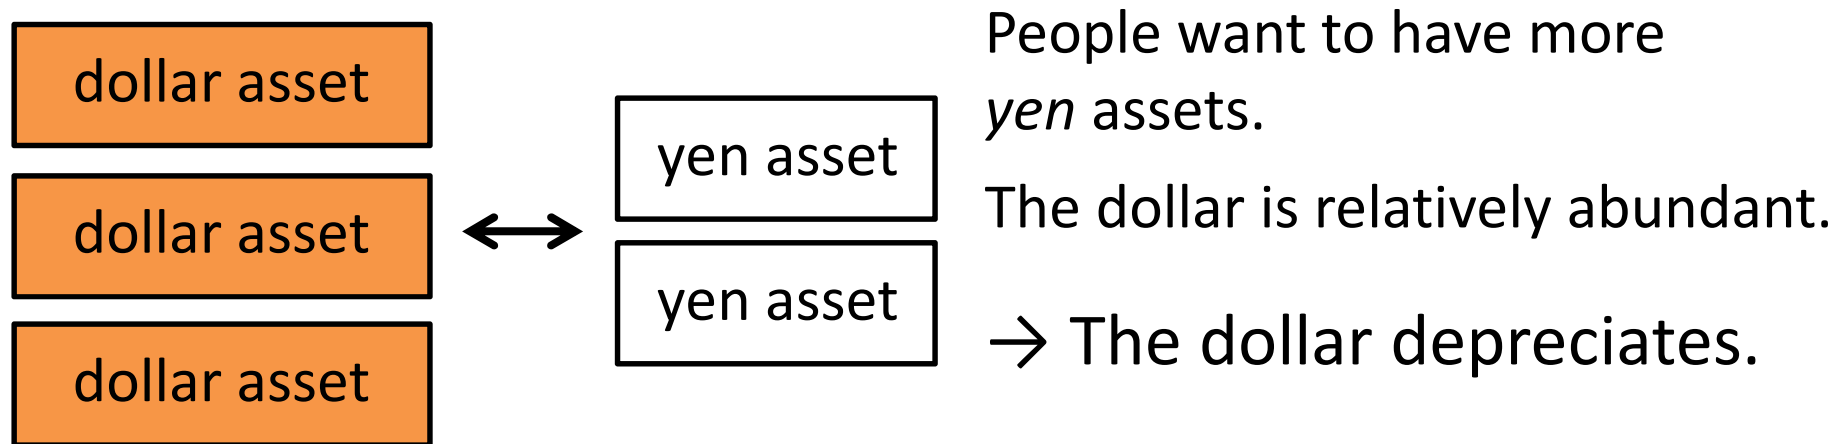 dollar asset
dollar asset
dollar asset
yen asset
yen asset
People want to have more
yen assets.
The dollar is relatively abundant.
→ The dollar depreciates.